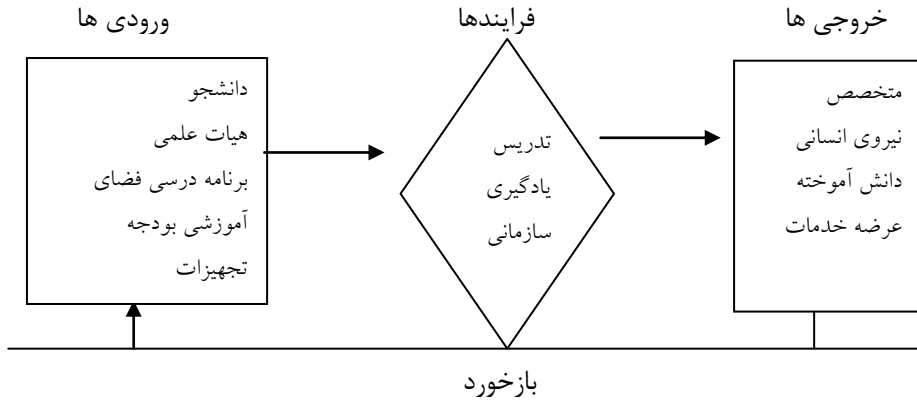 ورودی ها
فرایندها
خروجی ها
دانشجو
هیات علمی
برنامه درسی فضای
آموزشی بودجه
تجهیزات
تدریس
یادگیری
سازمانی
متخصص
نیروی انسانی
دانش آموخته
عرضه خدمات
بازخورد